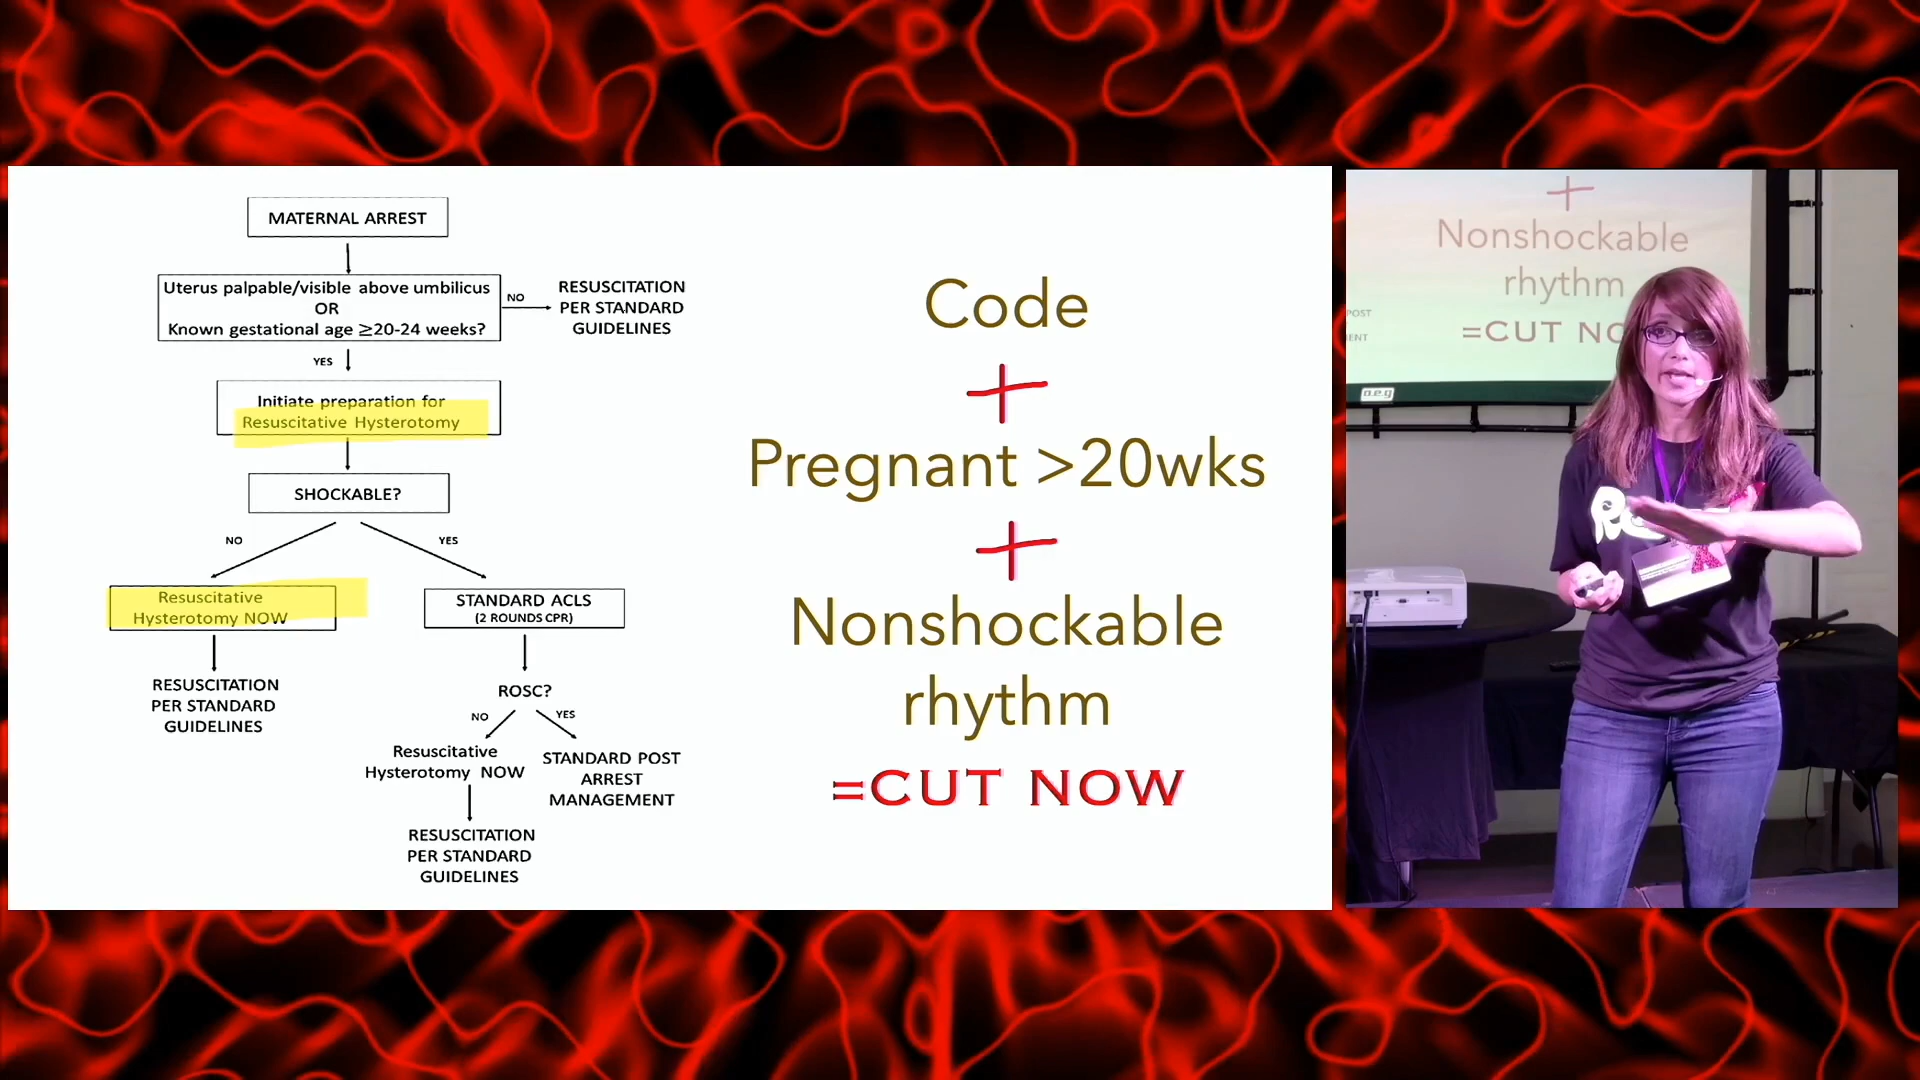 MATERNAL ARREST
Uterus palpable/visible above umbilicus
OR
Known gestational age ≥20-24 weeks?
NO
RESUSCITATION
PER STANDARD
GUIDELINES
YES
Initiate preparation for
Resuscitative Hysterotomy
SHOCKABLE?
NO
YES
Resuscitative
Hysterotomy NOW
RESUSCITATION
PER STANDARD
GUIDELINES
STANDARD ACLS
(2 ROUNDS CPR)
ROSC?
NO
YES
Resuscitative
Hysterotomy NOW
STANDARD POST
ARREST
MANAGEMENT
RESUSCITATION
PER STANDARD
GUIDELINES
Code
+
Pregnant >20wks
+
Nonshockable
rhythm
=CUT NOW
+
Nonshockable
rhythm
=CUT NO
POST
ENT
a.e.g